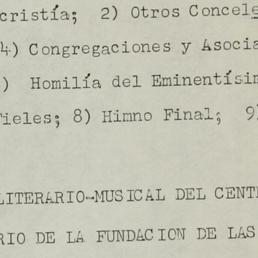 cristía; 2) Otros Concele
4) Congregaciones y Asocia
) Homilía del Eminentísim
Fieles; 8) Himno Final; 9
LITERARIO-MUSICAL DEL CENT
RIO DE LA FUNDACION DE LAS